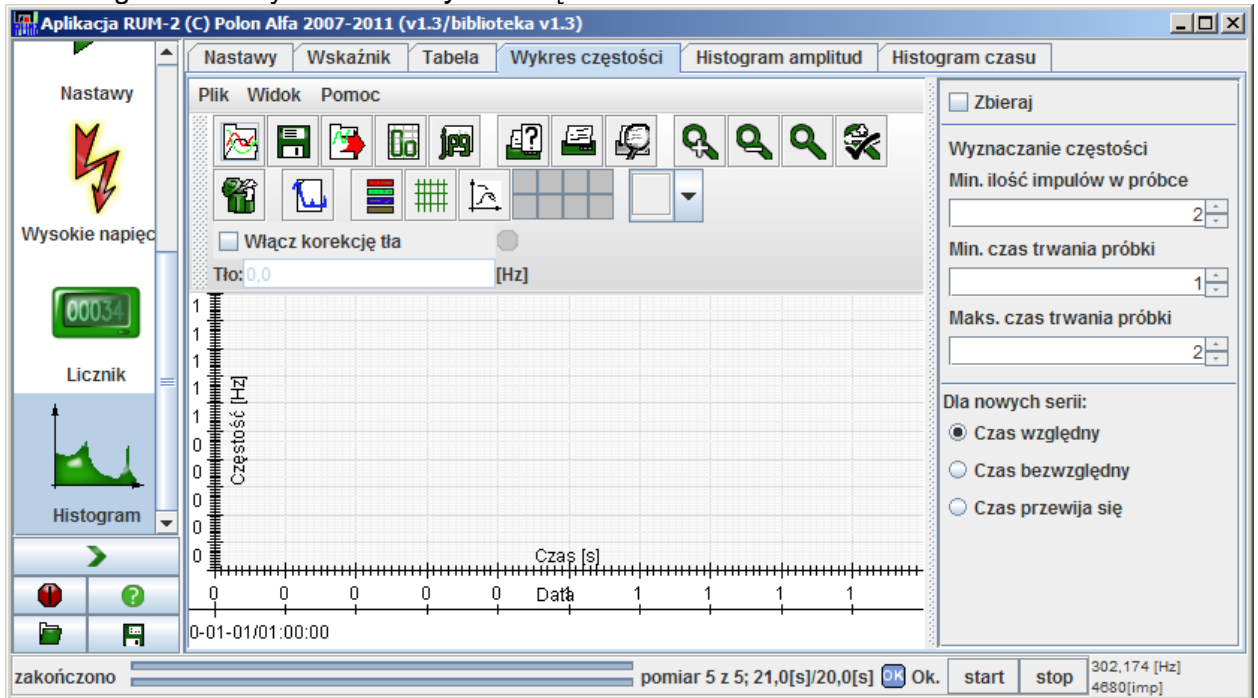 Aplikacja RUM-2 (C) Polon Alfa 2007-2011 (v1.3/biblioteka v1.3)
Nastawy Wskaźnik Tabela Wykres częstości Histogram amplitud Histogram czasu
Nastawy
Wysokie napięc
00034
Licznik
Histogram
Plik Widok Pomoc
jpg
Włącz korekcję tła
Tło: 0,0 [Hz]
1
1
1
1
1
0
0
0
0
0
Częstość [Hz]
Czas [s]
0 0 0 0 0 Data 1 1 1 1
0-01-01/01:00:00
Zbieraj
Wyznaczanie częstości
Min. ilość impulów w próbce
2
Min. czas trwania próbki
1
Maks. czas trwania próbki
2
Dla nowych serii:
Czas względny
Czas bezwzględny
Czas przewija się
zakończono pomiar 5 z 5; 21,0[s]/20,0[s] OK Ok. start stop
302,174 [Hz]
4680[imp]